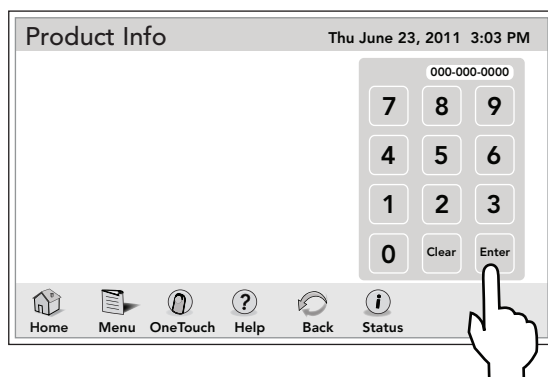 Product Info
Thu June 23, 2011 3:03 PM
000-000-0000
7 8 9
4 5 6
1 2 3
0 Clear Enter
Home Menu OneTouch Help Back Status